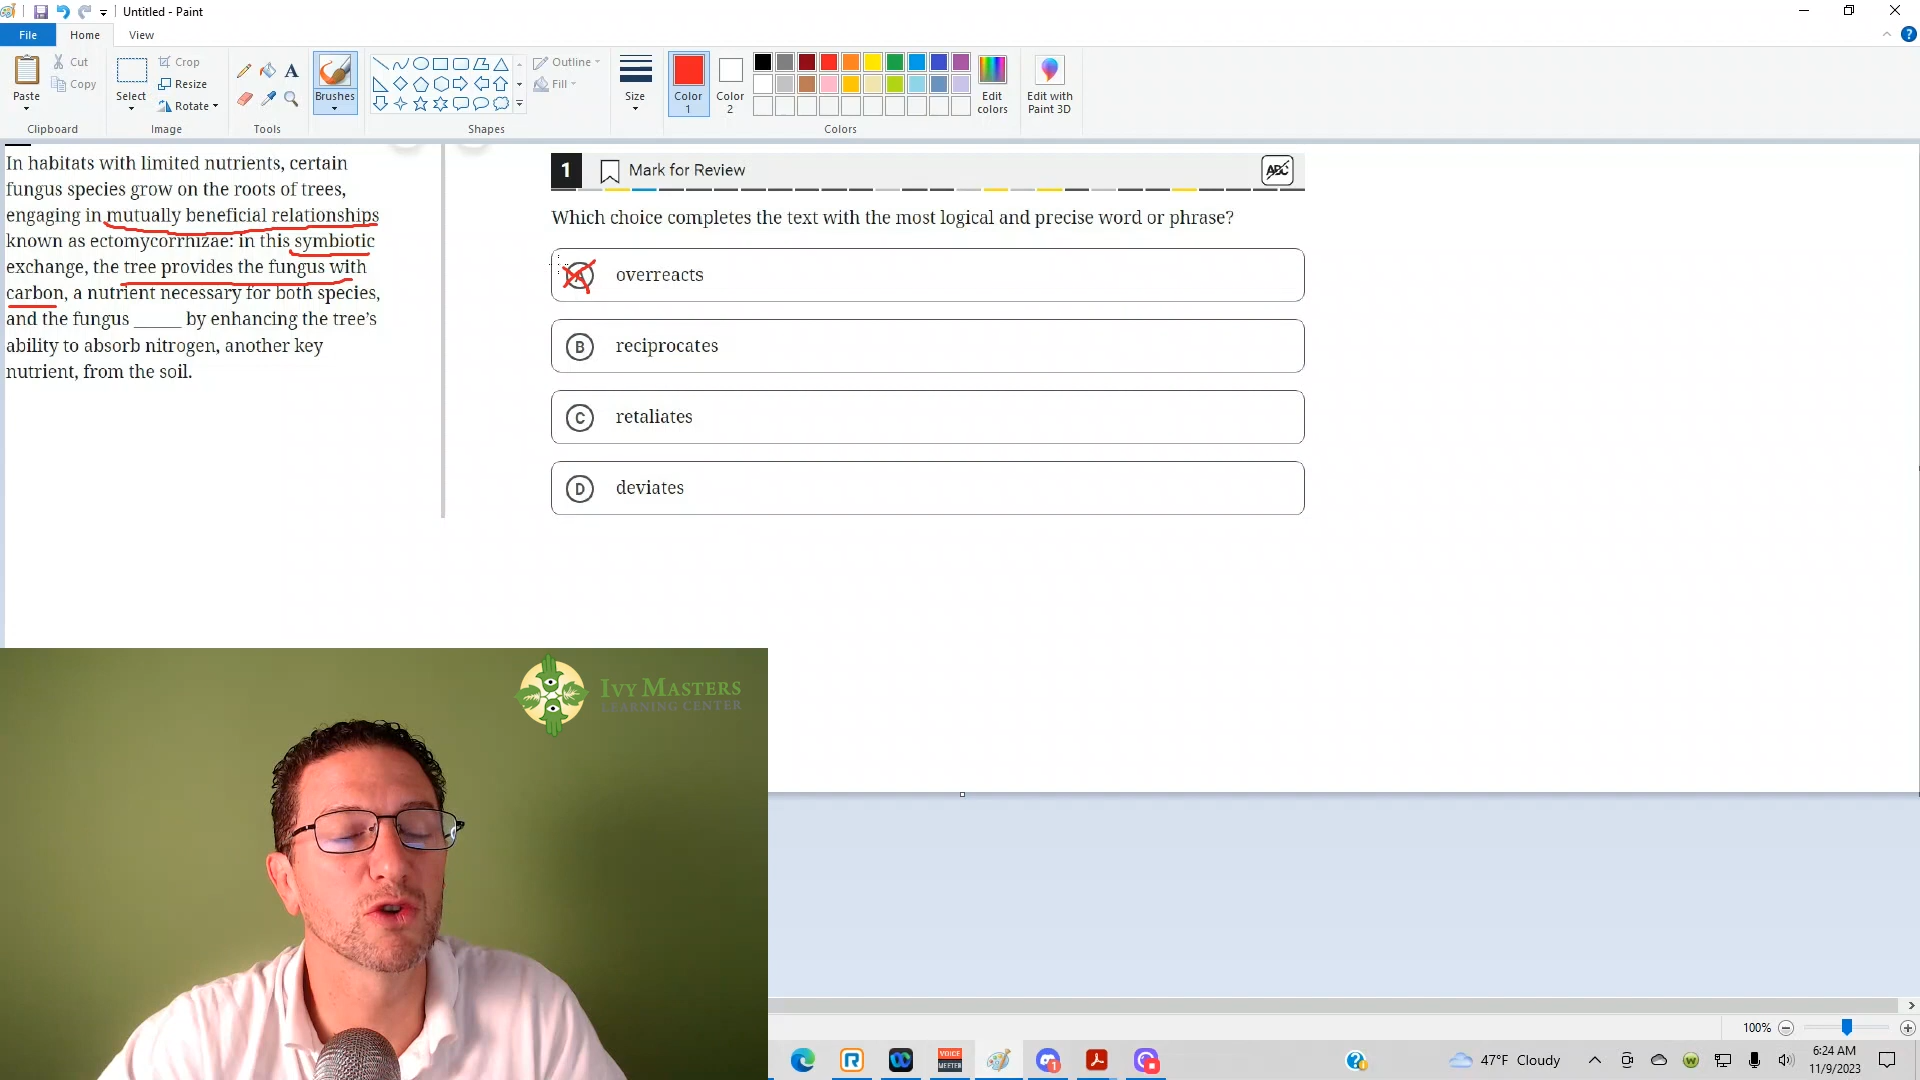 Untitled - Paint
File
Home
View
Paste
Cut
Copy
Clipboard
Select
Crop
Resize
Rotate
Image
Tools
Brushes
Shapes
Outline
Fill
Size
Color 1
Color 2
Colors
Edit colors
Edit with Paint 3D
In habitats with limited nutrients, certain
fungus species grow on the roots of trees,
engaging in mutually beneficial relationships
known as ectomycorrhizae: in this symbiotic
exchange, the tree provides the fungus with
carbon, a nutrient necessary for both species,
and the fungus ______ by enhancing the tree’s
ability to absorb nitrogen, another key
nutrient, from the soil.
1 Mark for Review ABC
Which choice completes the text with the most logical and precise word or phrase?
A overreacts
B reciprocates
C retaliates
D deviates
IVY MASTERS
LEARNING CENTER
100%
VOICE
MEETER
47°F Cloudy
6:24 AM
11/9/2023